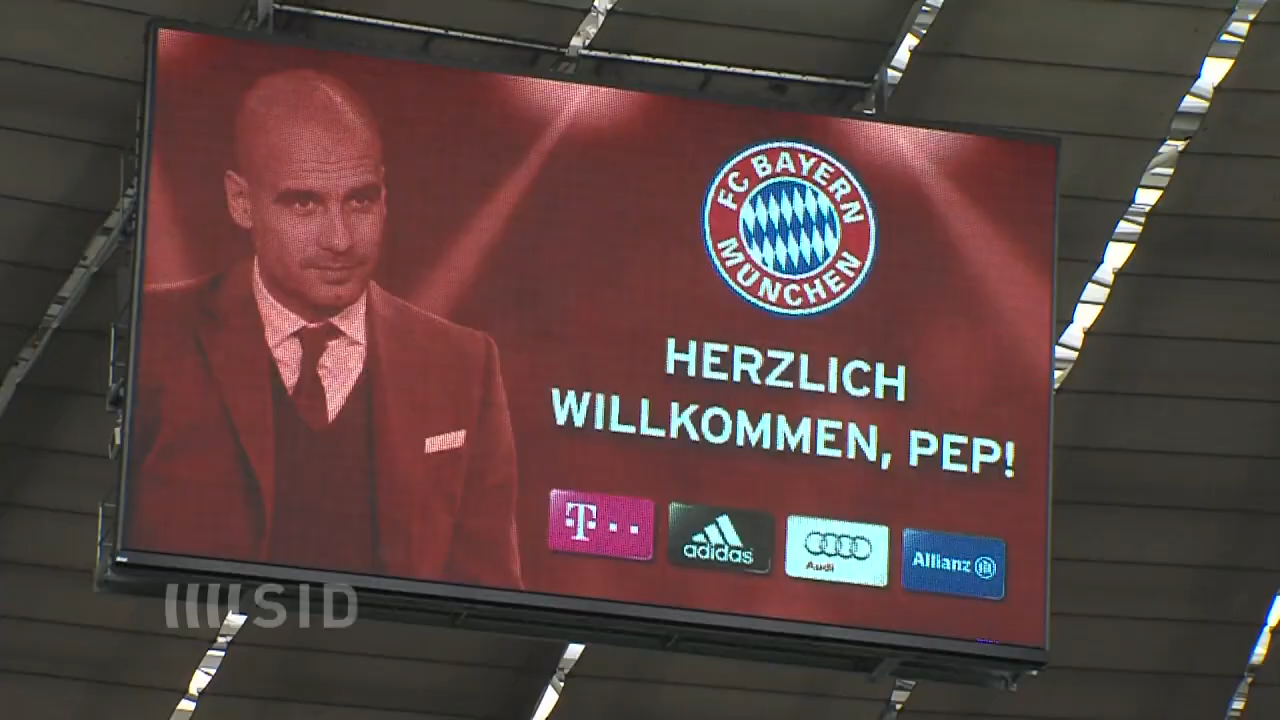 FC BAYERN
MÜNCHEN
HERZLICH
WILLKOMMEN, PEP!
T··
adidas
Audi
Allianz
SID